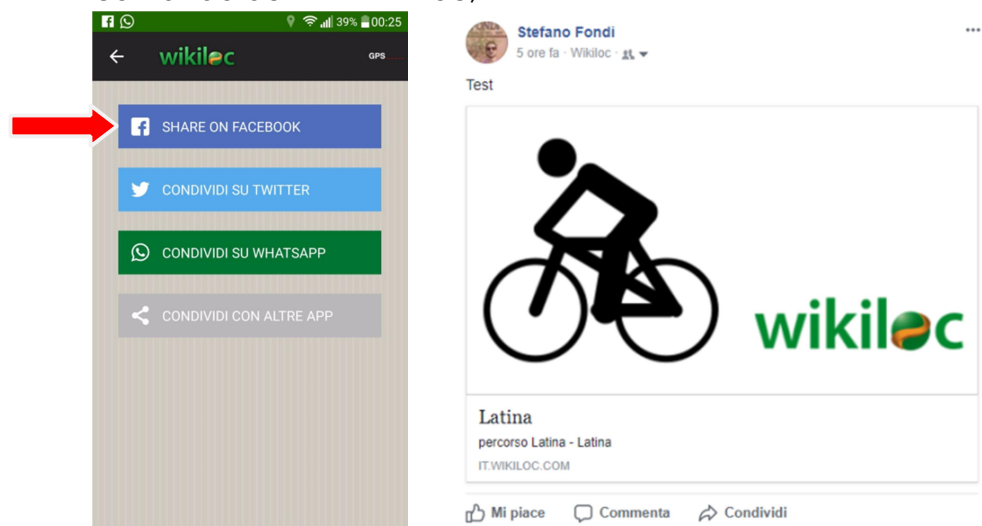 39% 00:25
wikiloc
GPS
SHARE ON FACEBOOK
CONDIVIDI SU TWITTER
CONDIVIDI SU WHATSAPP
CONDIVIDI CON ALTRE APP
Stefano Fondi
5 ore fa · Wikiloc ·
Test
wikiloc
Latina
percorso Latina - Latina
IT.WIKILOC.COM
Mi piace Commenta Condividi